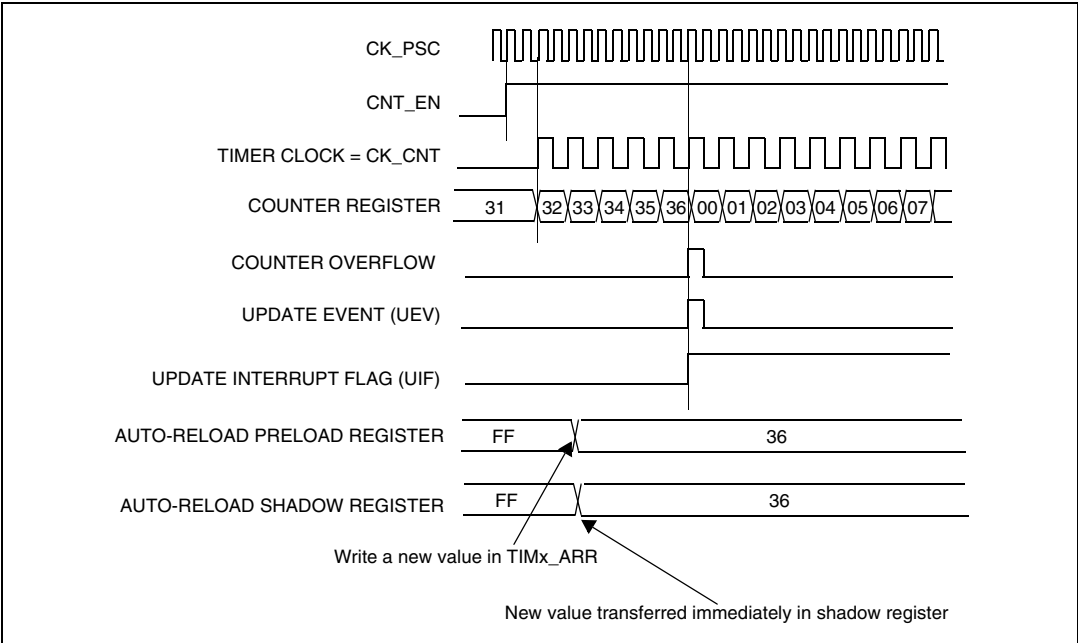 CK_PSC
CNT_EN
TIMER CLOCK = CK_CNT
COUNTER REGISTER 31 32 33 34 35 36 00 01 02 03 04 05 06 07
COUNTER OVERFLOW
UPDATE EVENT (UEV)
UPDATE INTERRUPT FLAG (UIF)
AUTO-RELOAD PRELOAD REGISTER FF 36
AUTO-RELOAD SHADOW REGISTER FF 36
Write a new value in TIMx_ARR
New value transferred immediately in shadow register